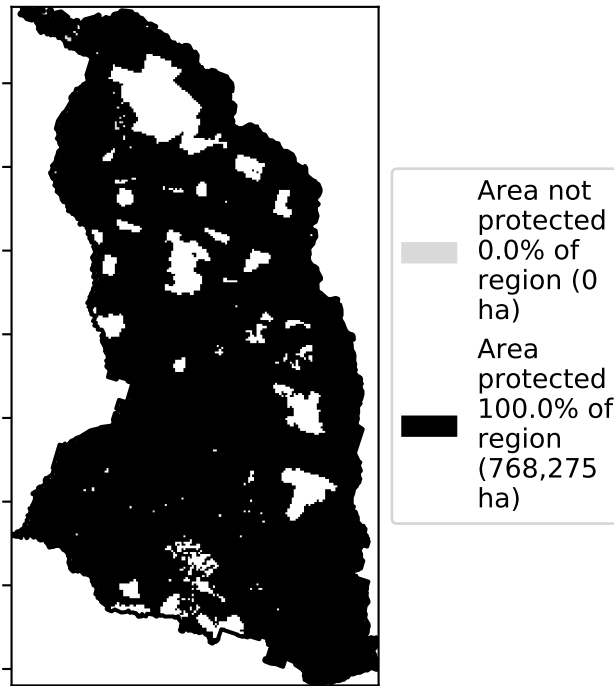 Area not
protected
0.0% of
region (0
ha)
Area
protected
100.0% of
region
(768,275
ha)